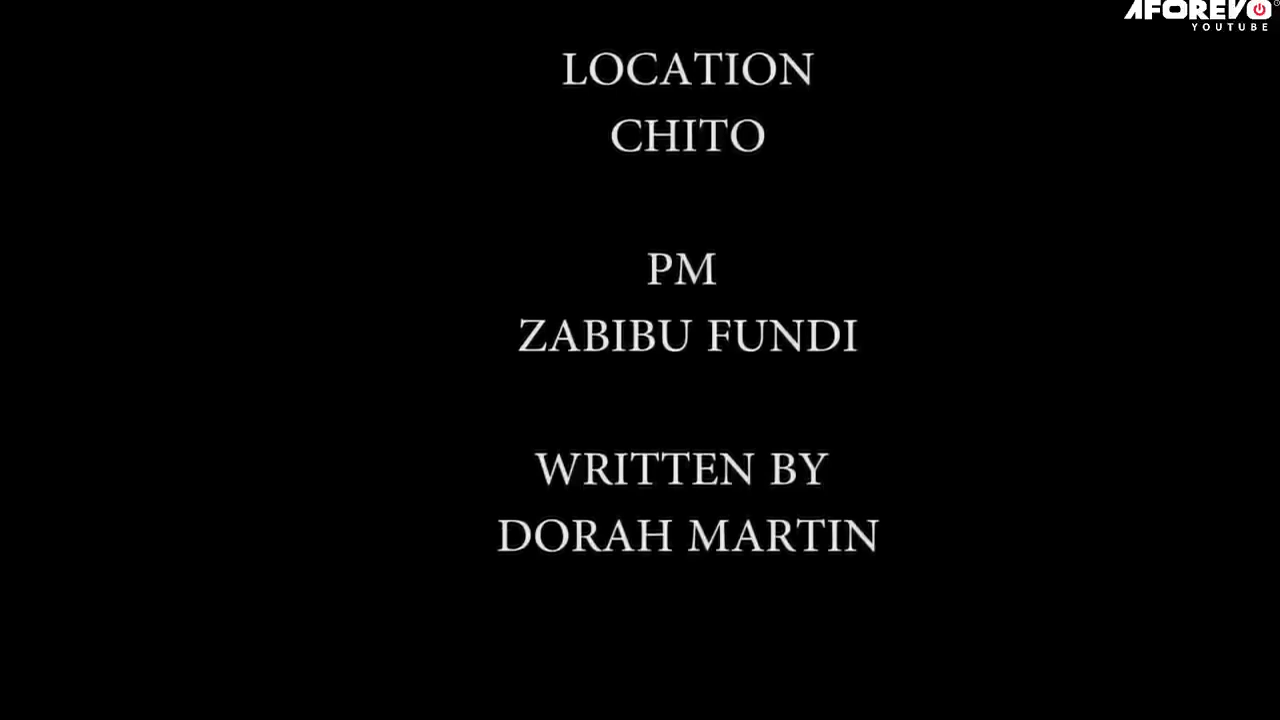 AFOREVO
YOUTUBE
LOCATION
CHITO
PM
ZABIBU FUNDI
WRITTEN BY
DORAH MARTIN